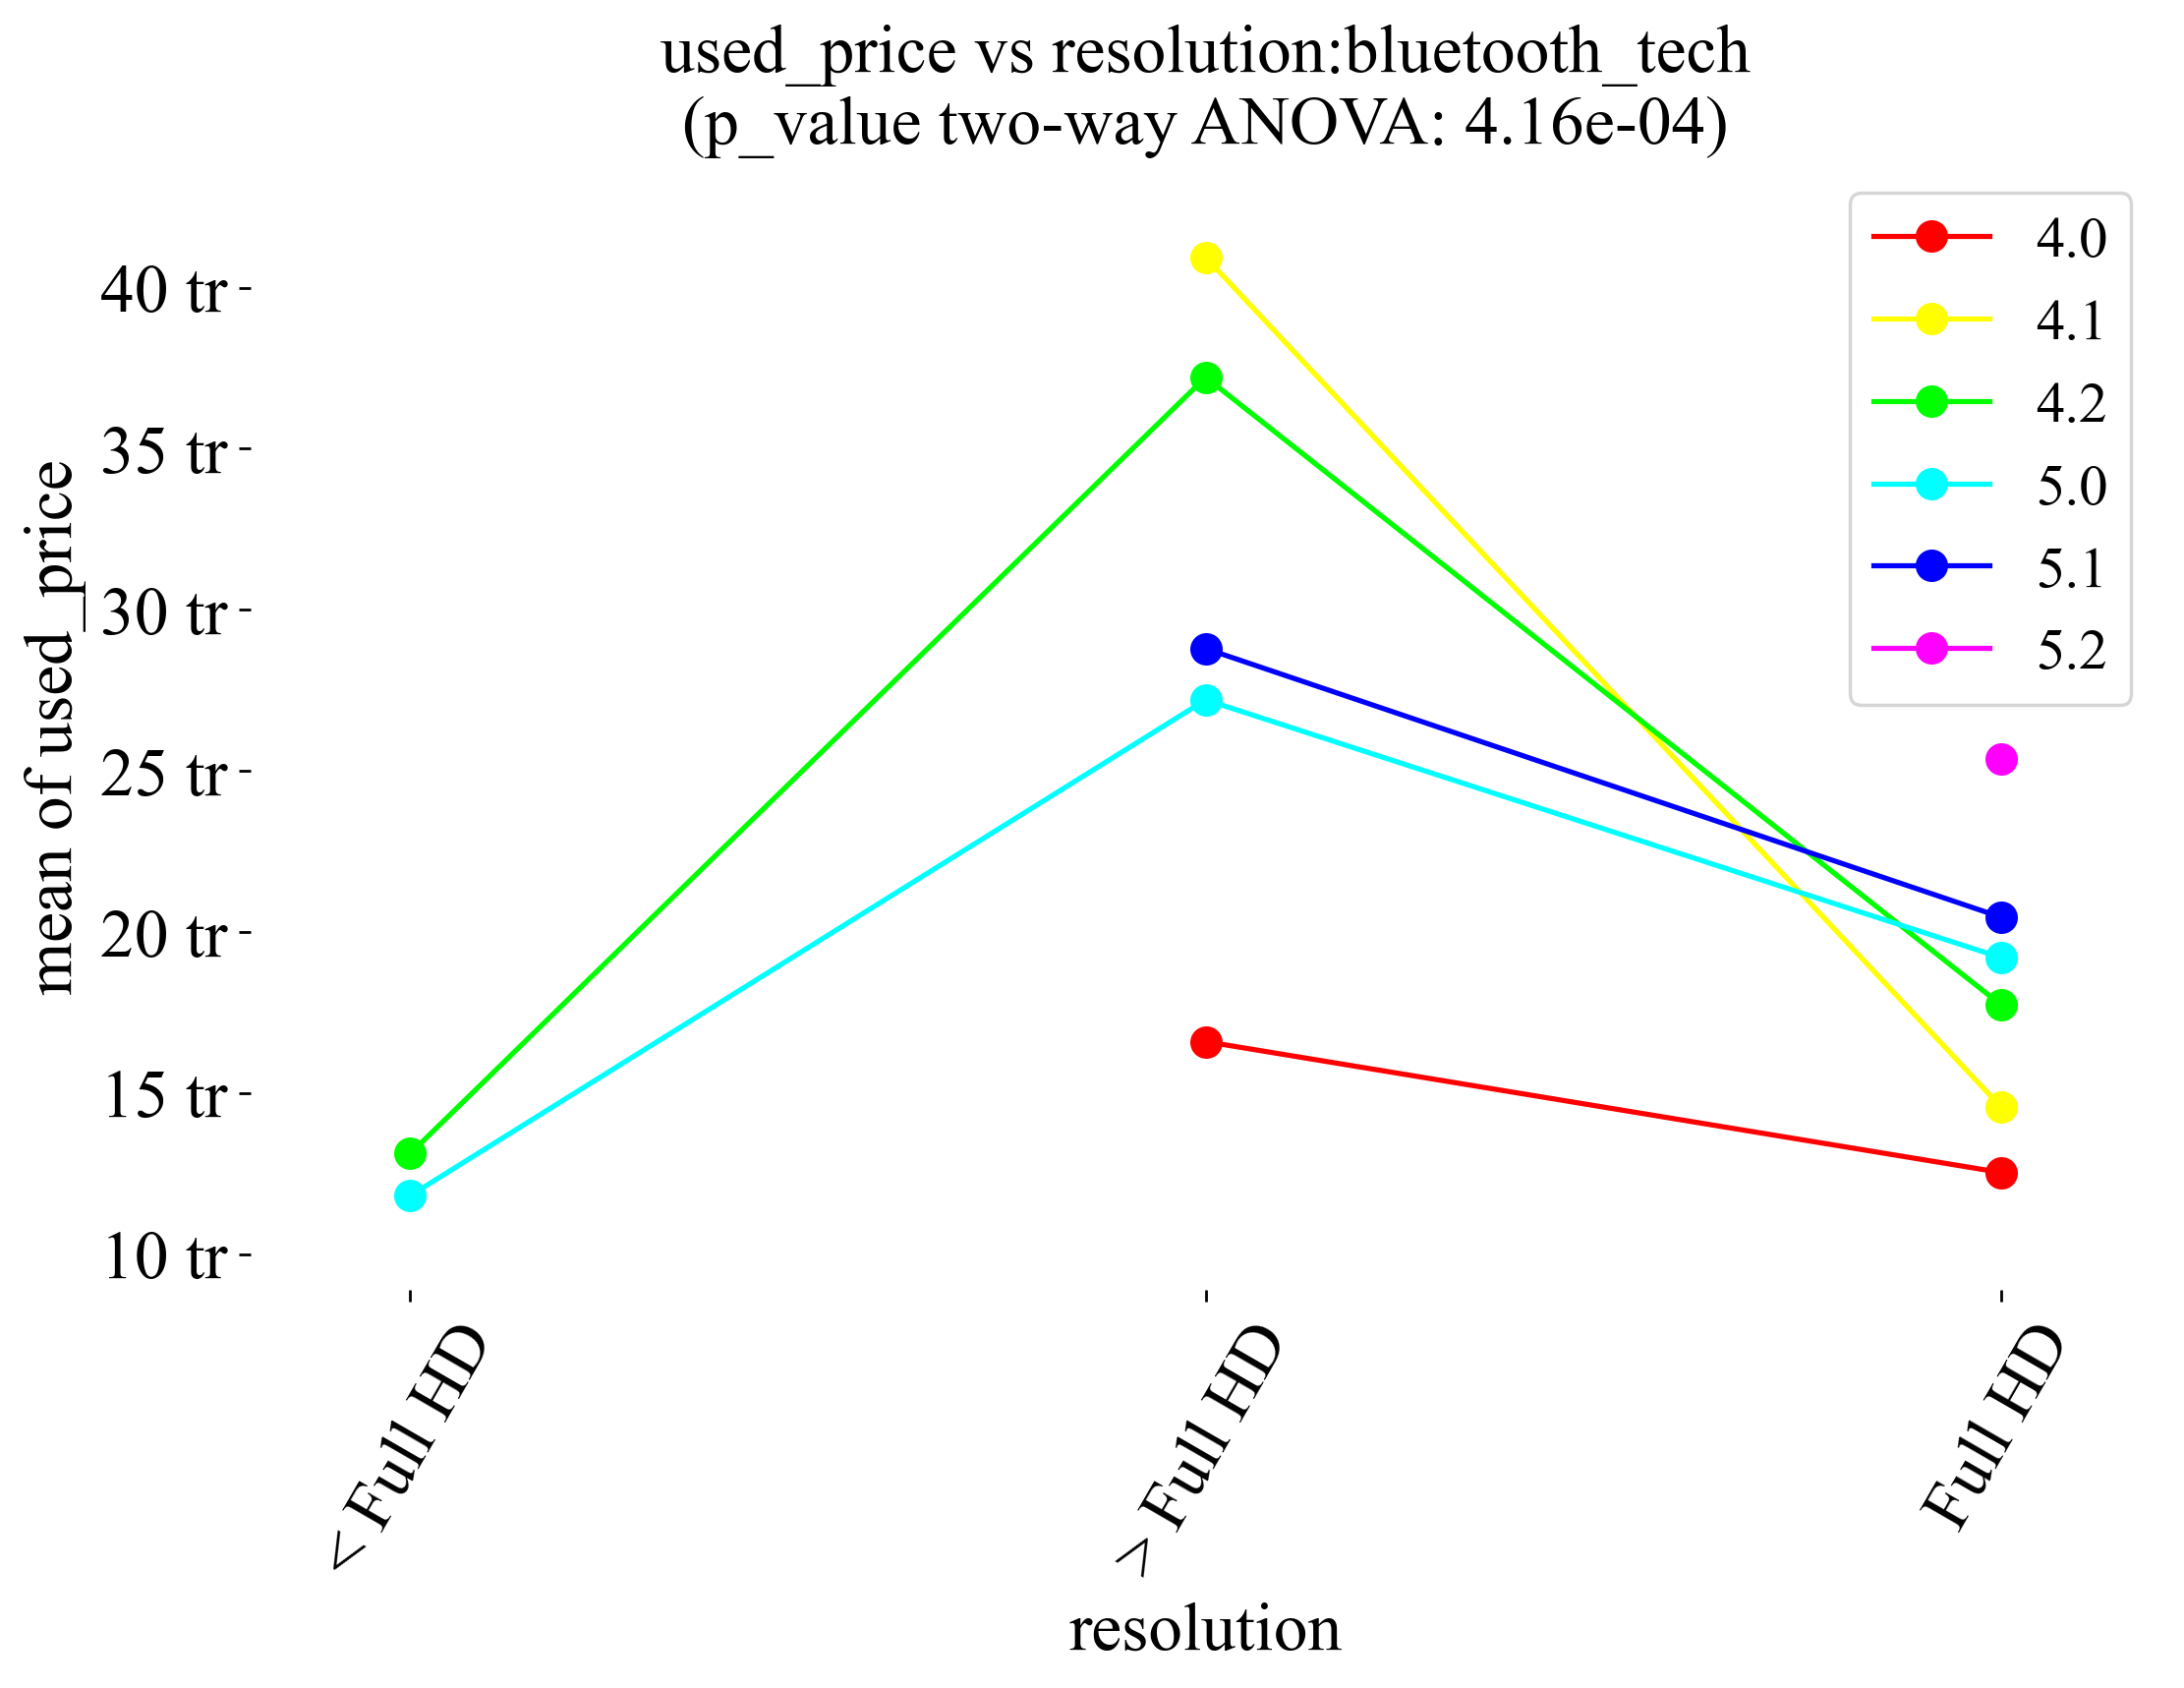 used_price vs resolution:bluetooth_tech
(p_value two-way ANOVA: 4.16e-04)
4.0
4.1
4.2
5.0
5.1
5.2
mean of used_price
40 tr
35 tr
30 tr
25 tr
20 tr
15 tr
10 tr
< Full HD
> Full HD
Full HD
resolution